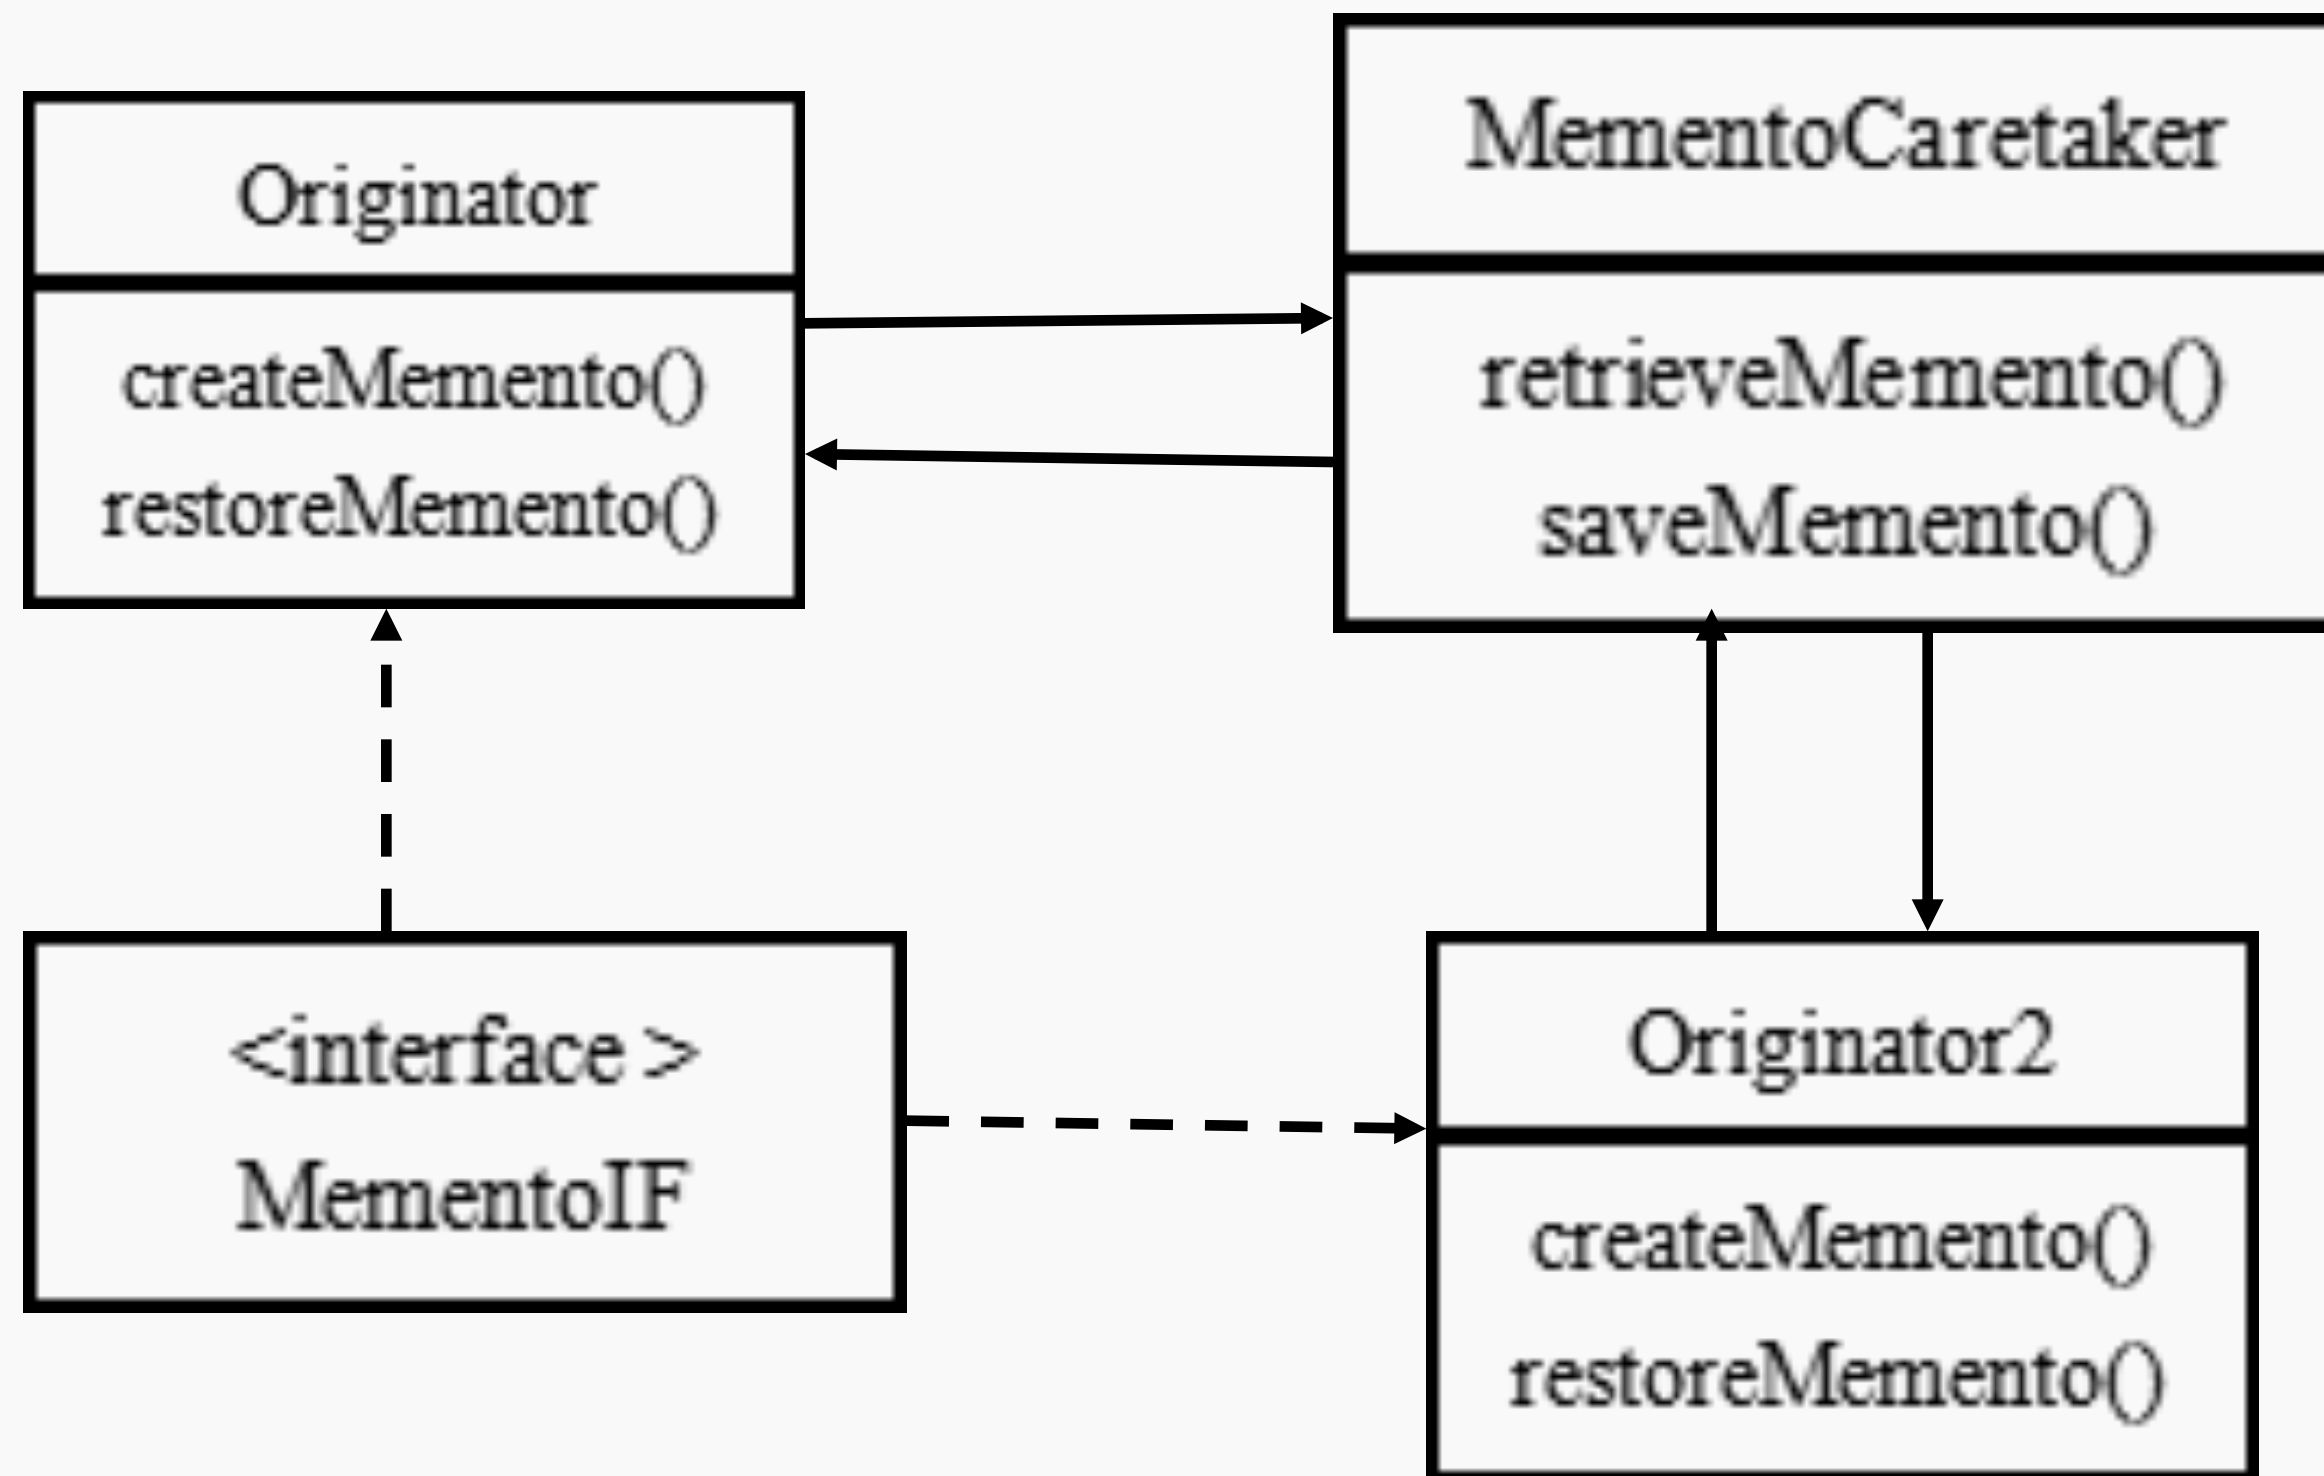 Originator
createMemento()
restoreMemento()
MementoCaretaker
retrieveMemento()
saveMemento()
<interface >
MementoIF
Originator2
createMemento()
restoreMemento()